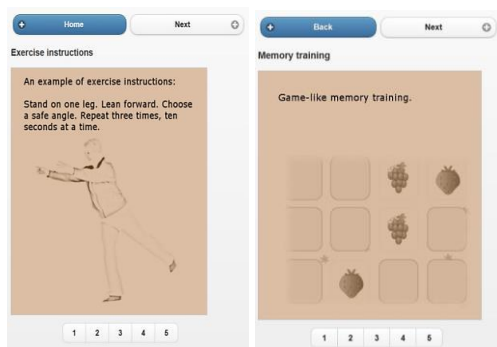 Home Next
Exercise instructions
An example of exercise instructions:
Stand on one leg. Lean forward. Choose
a safe angle. Repeat three times, ten
seconds at a time.
1 2 3 4 5
Back Next
Memory training
Game-like memory training.
1 2 3 4 5